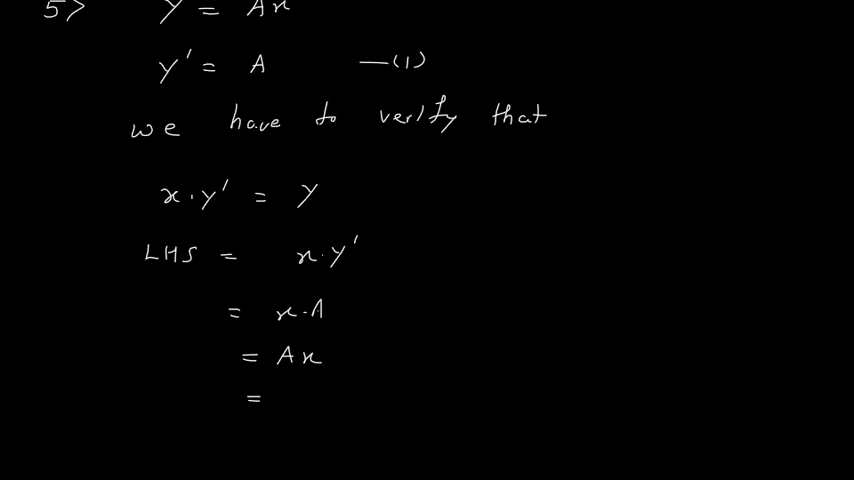 5> y = Ax
y' = A —(1)
we have to verify that
x·y' = y
LHS = x·y'
= x·A
= Ax
=